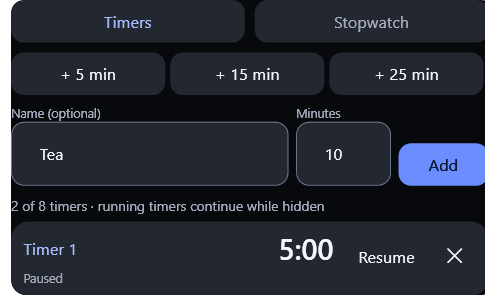 Timers Stopwatch
+ 5 min + 15 min + 25 min
Name (optional) Minutes
Tea 10 Add
2 of 8 timers · running timers continue while hidden
Timer 1 5:00 Resume
Paused